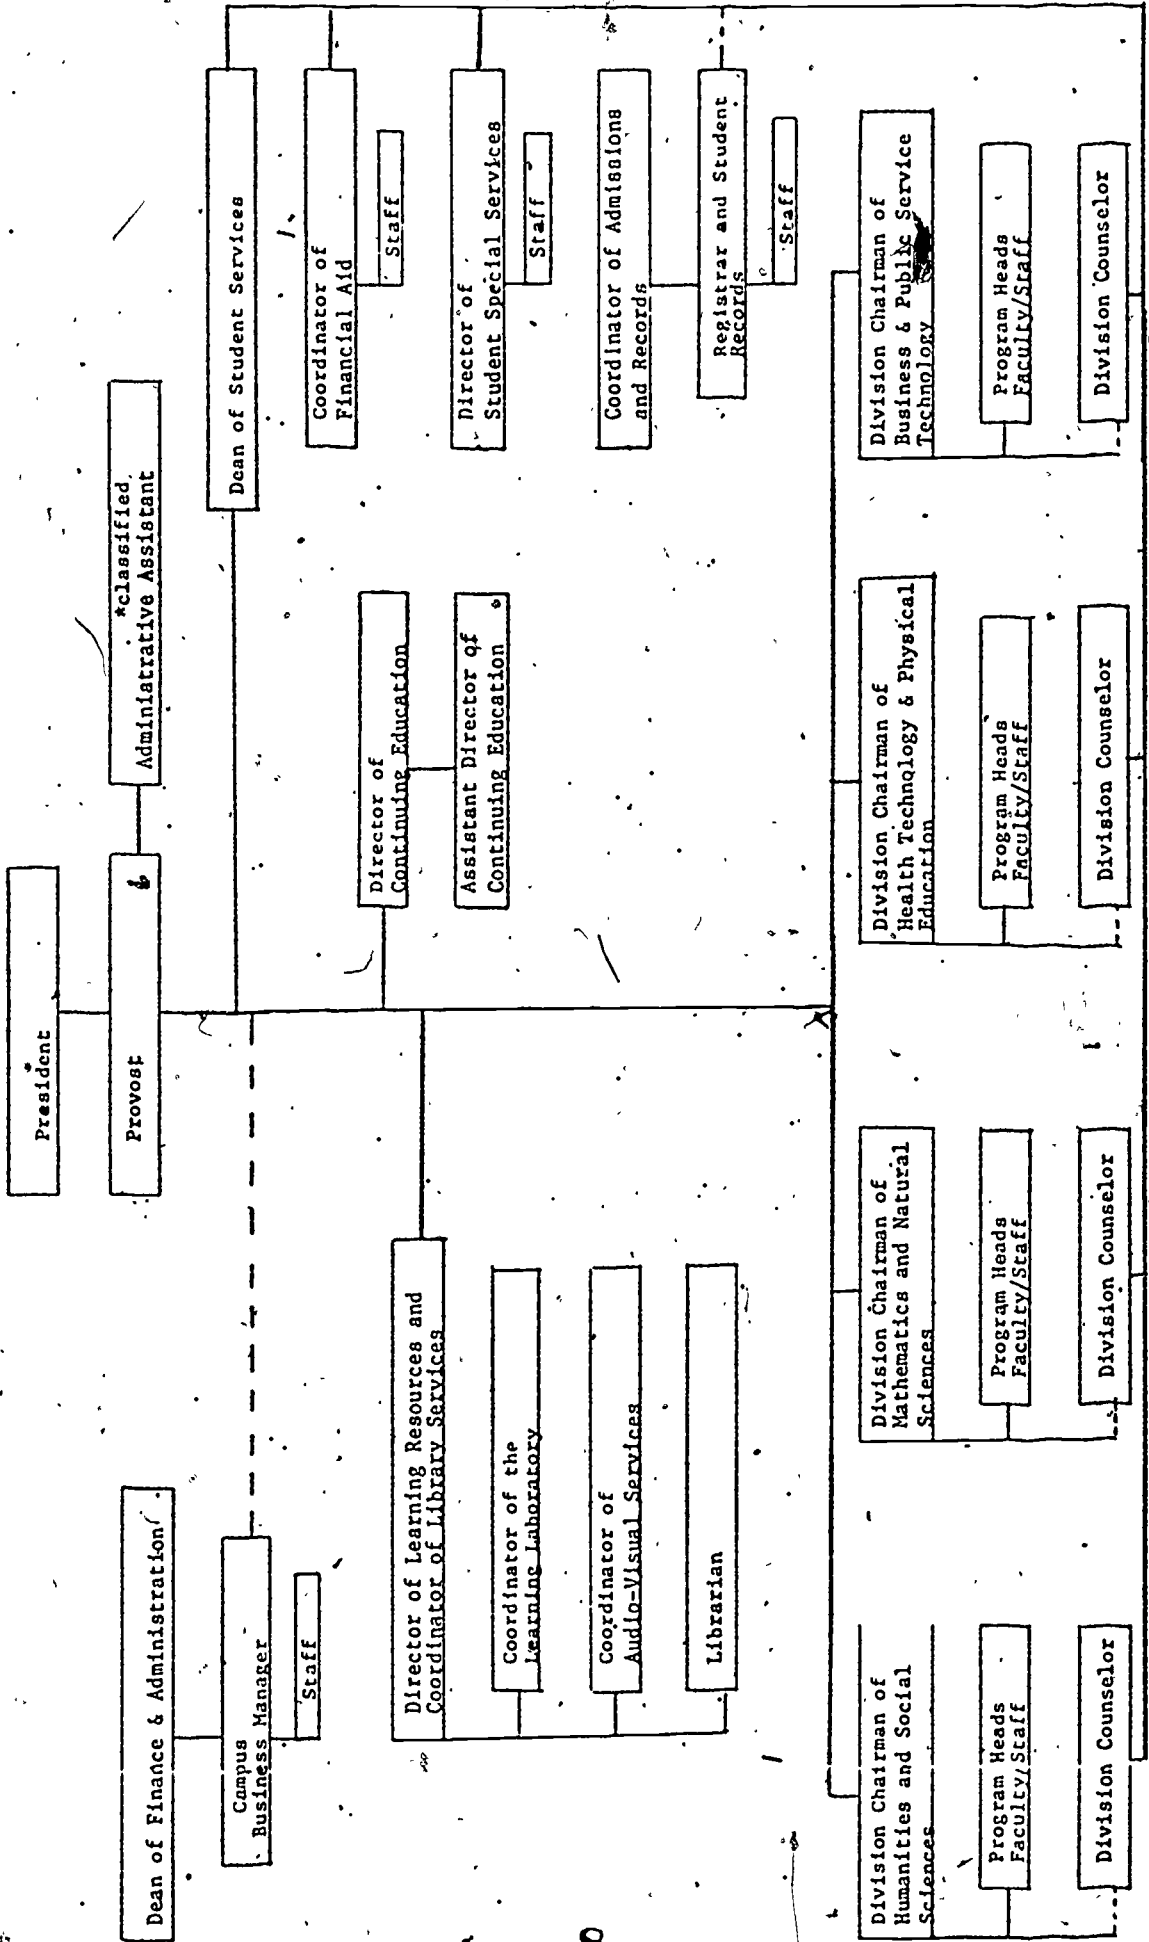 President
Provost
*classified
Administrative Assistant
Dean of Finance & Administration
Campus
Business Manager
Staff
Dean of Student Services
Coordinator of
Financial Aid
Staff
Director of
Student Special Services
Staff
Coordinator of Admissions
and Records
Registrar and Student
Records
Staff
Director of
Continuing Education
Assistant Director of
Continuing Education
Director of Learning Resources and
Coordinator of Library Services
Coordinator of the
Learning Laboratory
Coordinator of
Audio-Visual Services
Librarian
Division Chairman of
Humanities and Social
Sciences
Program Heads
Faculty/Staff
Division Counselor
Division Chairman of
Mathematics and Natural
Sciences
Program Heads
Faculty/Staff
Division Counselor
Division Chairman of
Health Technology & Physical
Education
Program Heads
Faculty/Staff
Division Counselor
Division Chairman of
Business & Public Service
Technology
Program Heads
Faculty/Staff
Division Counselor